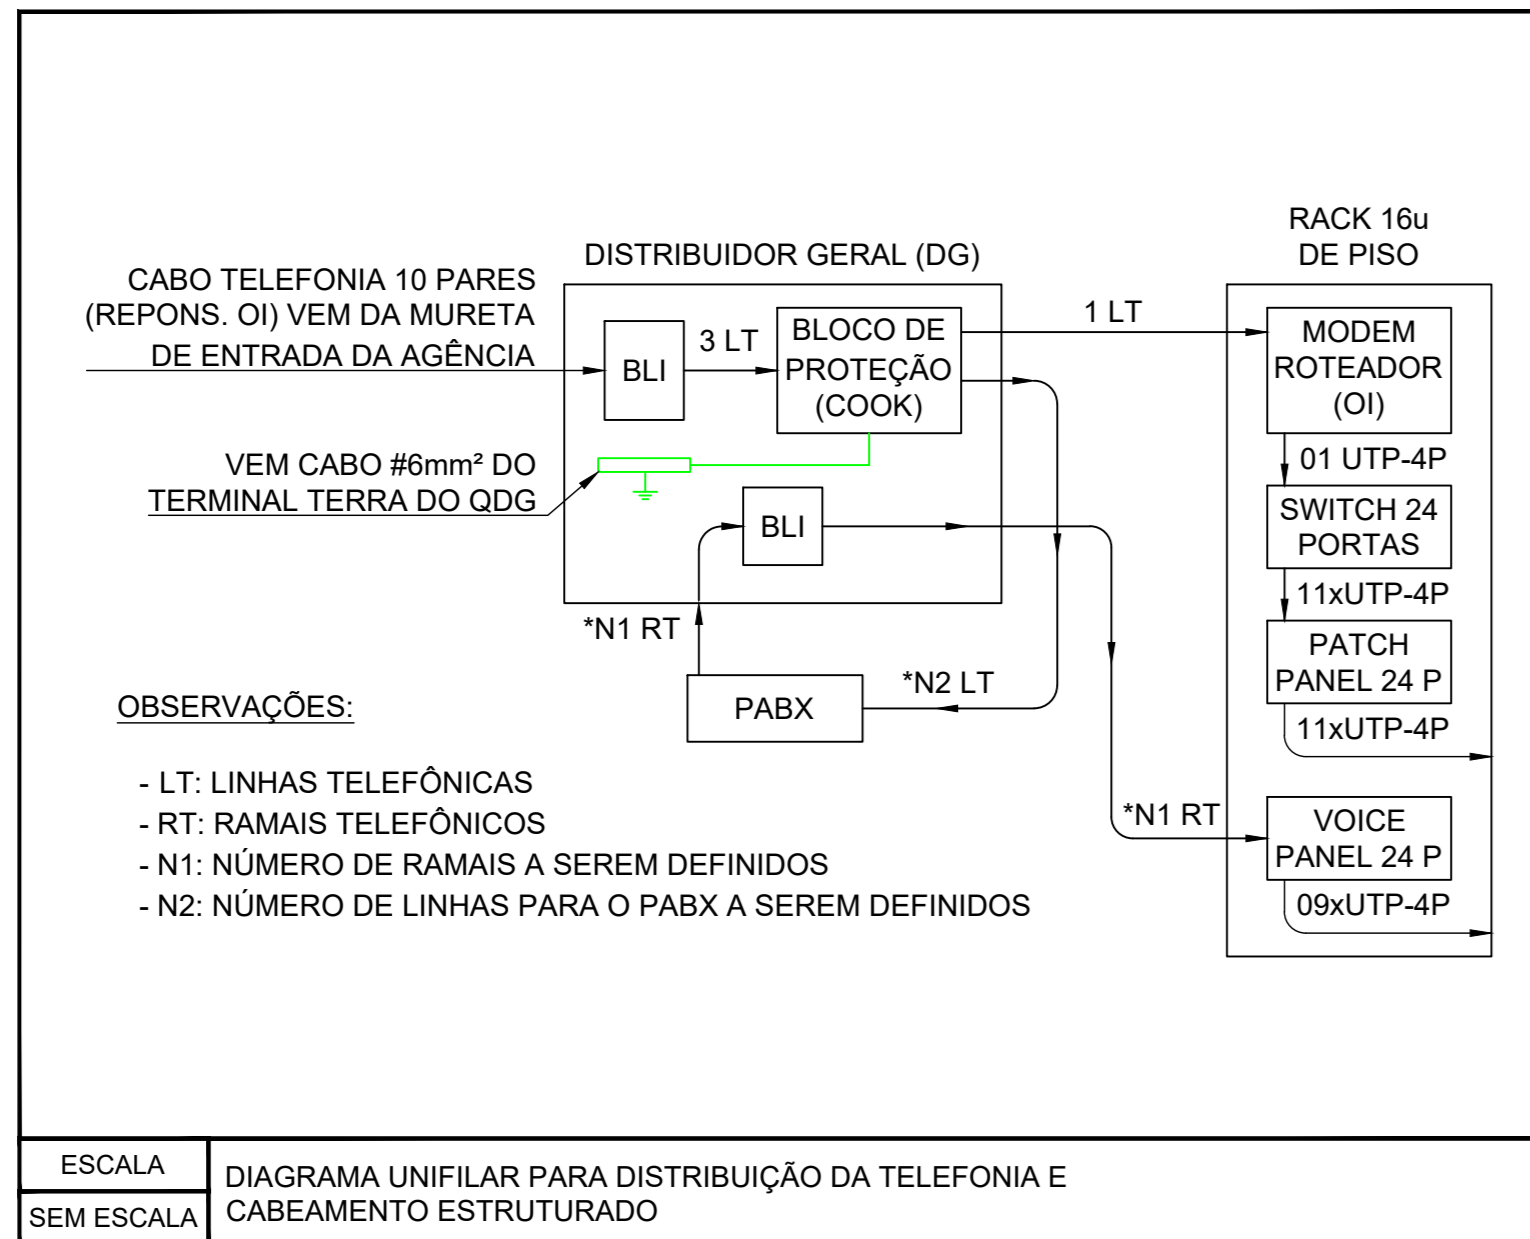 RACK 16u
DE PISO
DISTRIBUIDOR GERAL (DG)
CABO TELEFONIA 10 PARES
(REPONS. OI) VEM DA MURETA
DE ENTRADA DA AGÊNCIA
BLI
3 LT
BLOCO DE
PROTEÇÃO
(COOK)
1 LT
MODEM
ROTEADOR
(OI)
01 UTP-4P
VEM CABO #6mm² DO
TERMINAL TERRA DO QDG
BLI
SWITCH 24
PORTAS
11xUTP-4P
*N1 RT
PATCH
PANEL 24 P
*N2 LT
PABX
11xUTP-4P
*N1 RT
VOICE
PANEL 24 P
09xUTP-4P
OBSERVAÇÕES:
- LT: LINHAS TELEFÔNICAS
- RT: RAMAIS TELEFÔNICOS
- N1: NÚMERO DE RAMAIS A SEREM DEFINIDOS
- N2: NÚMERO DE LINHAS PARA O PABX A SEREM DEFINIDOS
ESCALA
SEM ESCALA
DIAGRAMA UNIFILAR PARA DISTRIBUIÇÃO DA TELEFONIA E
CABEAMENTO ESTRUTURADO